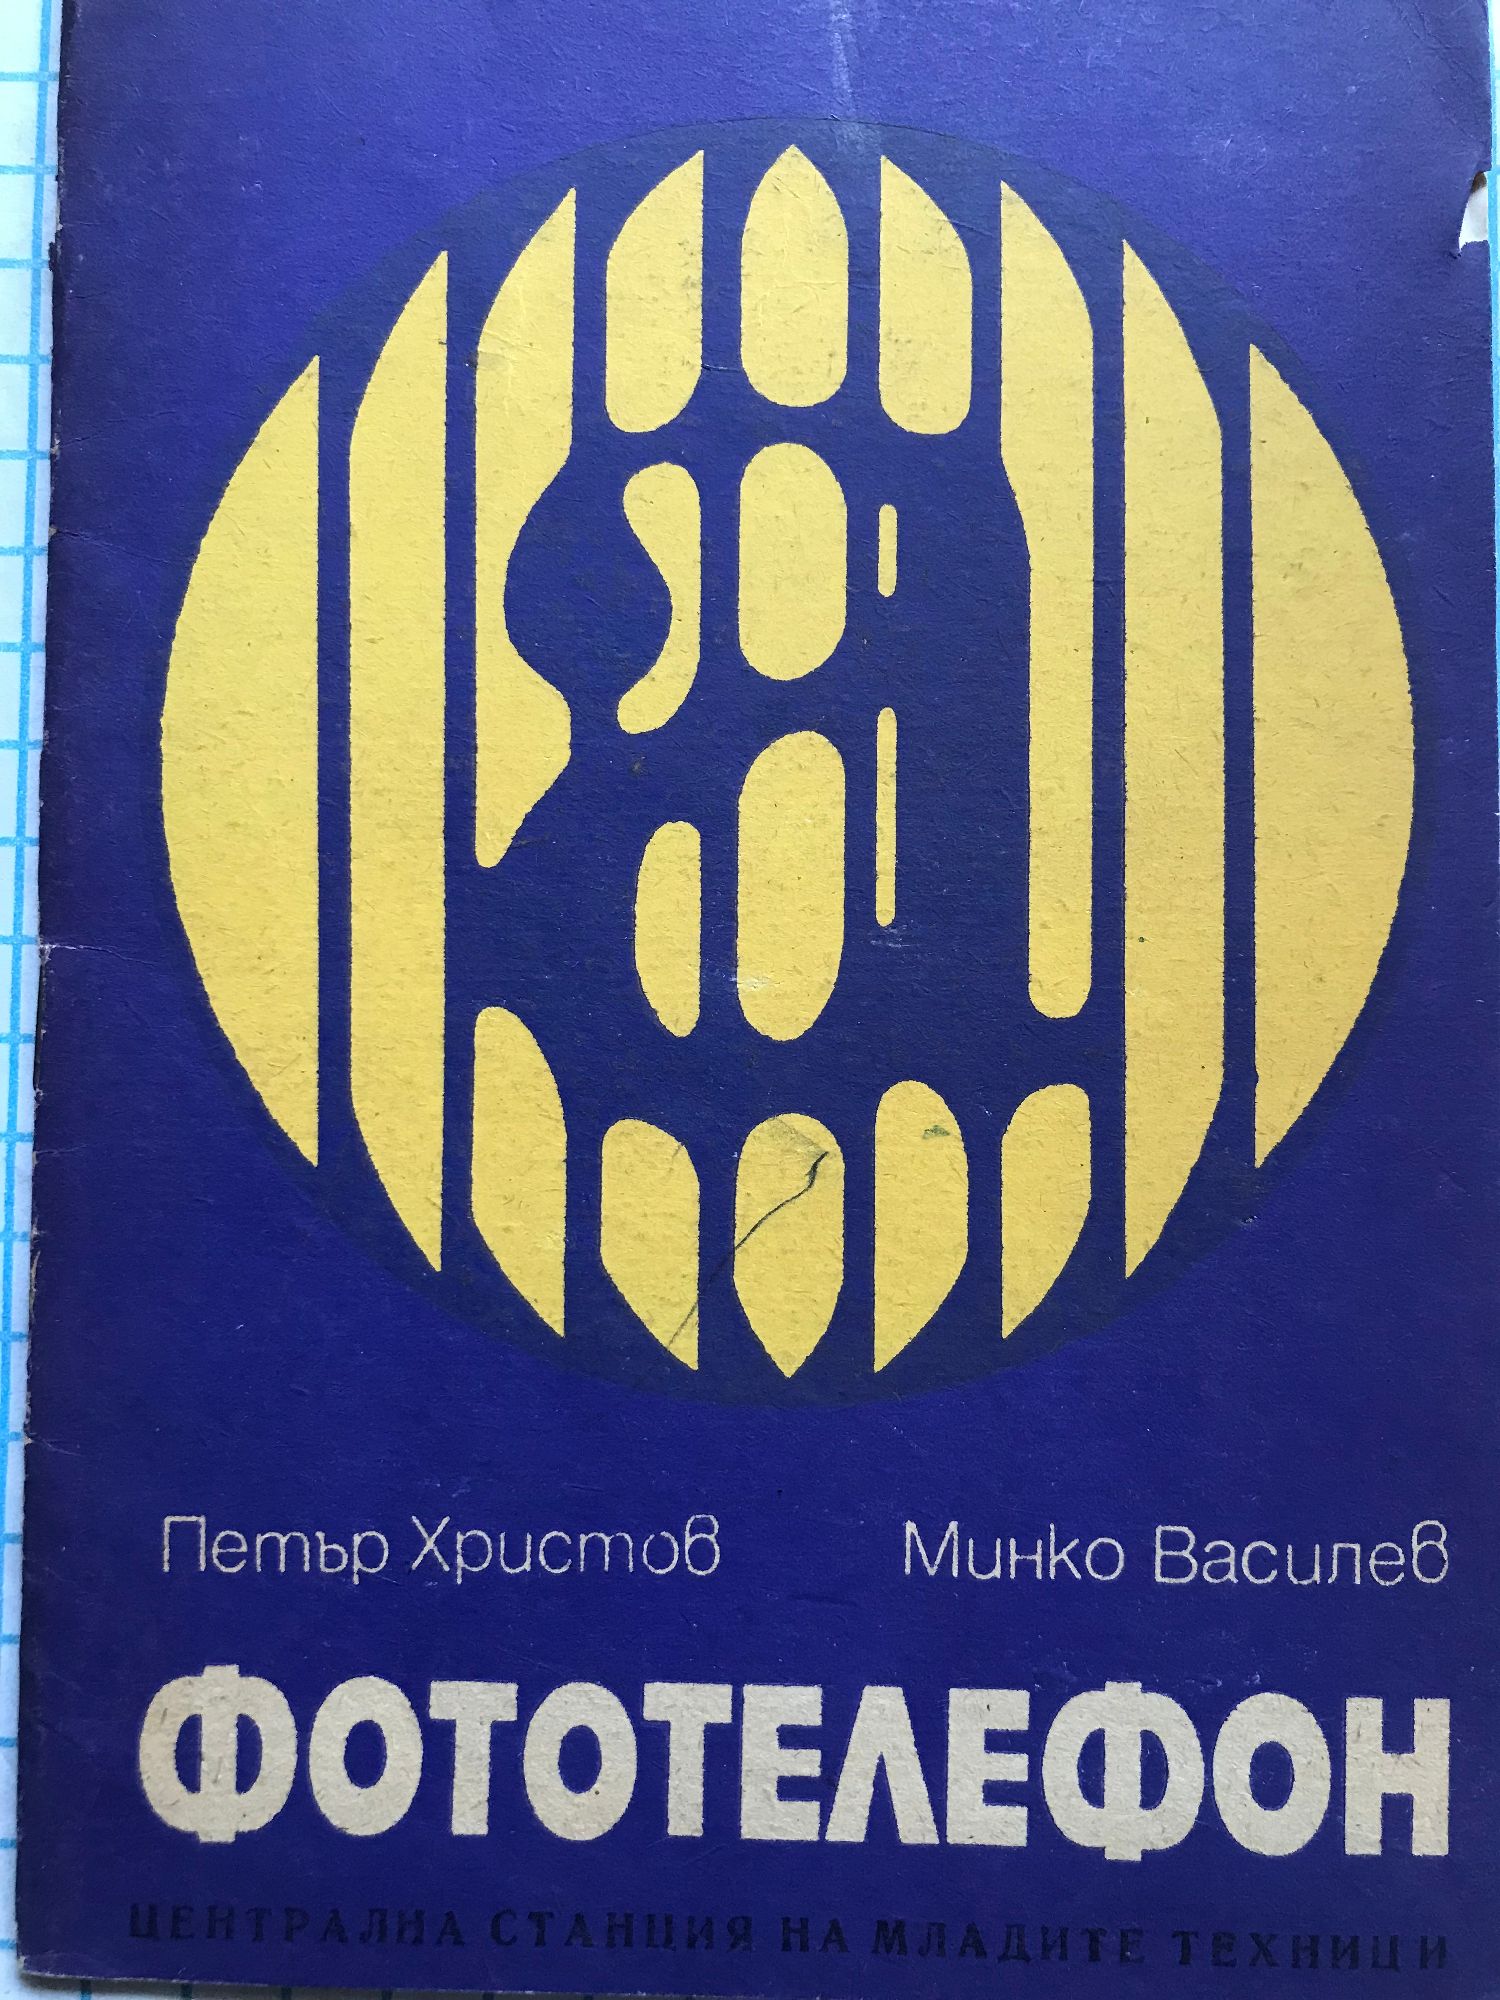 Петър Христов Минко Василев
ФОТОТЕЛЕФОН
ЦЕНТРАЛНА СТАНЦИЯ НА МЛАДИТЕ ТЕХНИЦИ